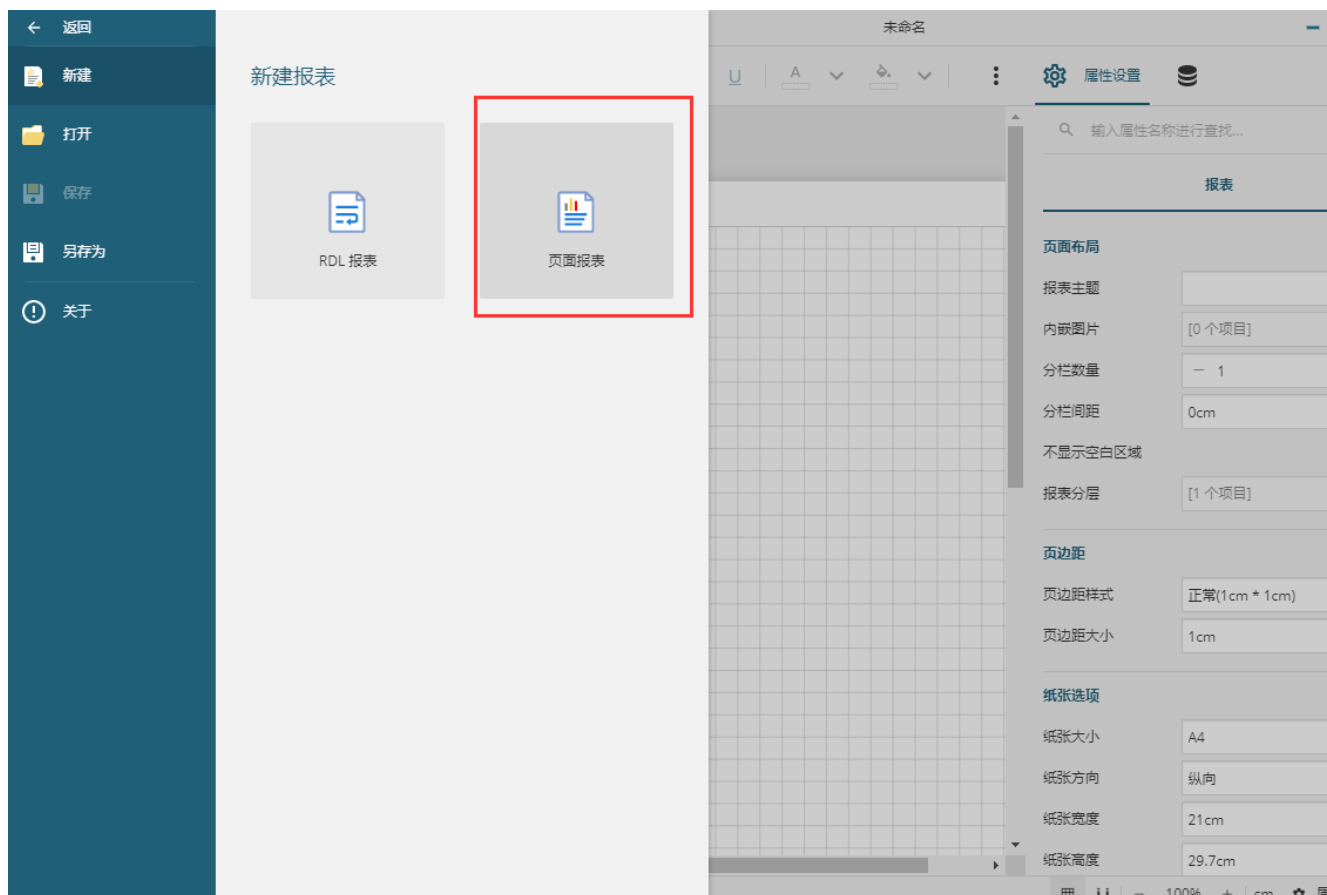 返回
新建
打开
保存
另存为
关于
新建报表
RDL 报表
页面报表
未命名
U
A
属性设置
输入属性名称进行查找...
报表
页面布局
报表主题
内嵌图片
[0 个项目]
分栏数量
1
分栏间距
0cm
不显示空白区域
报表分层
[1 个项目]
页边距
页边距样式
正常(1cm * 1cm)
页边距大小
1cm
纸张选项
纸张大小
A4
纸张方向
纵向
纸张宽度
21cm
纸张高度
29.7cm
100%
cm